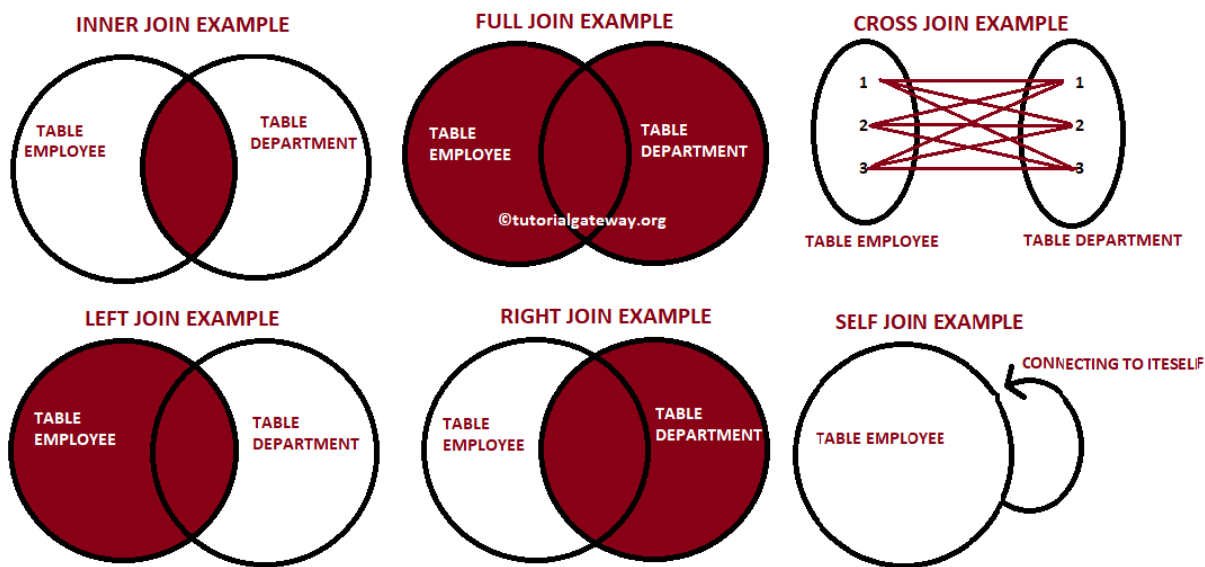 INNER JOIN EXAMPLE
TABLE
EMPLOYEE
TABLE
DEPARTMENT
FULL JOIN EXAMPLE
TABLE
EMPLOYEE
TABLE
DEPARTMENT
©tutorialgateway.org
CROSS JOIN EXAMPLE
1 1
2 2
3 3
TABLE EMPLOYEE
TABLE DEPARTMENT
LEFT JOIN EXAMPLE
TABLE
EMPLOYEE
TABLE
DEPARTMENT
RIGHT JOIN EXAMPLE
TABLE
EMPLOYEE
TABLE
DEPARTMENT
SELF JOIN EXAMPLE
CONNECTING TO ITESELF
TABLE EMPLOYEE